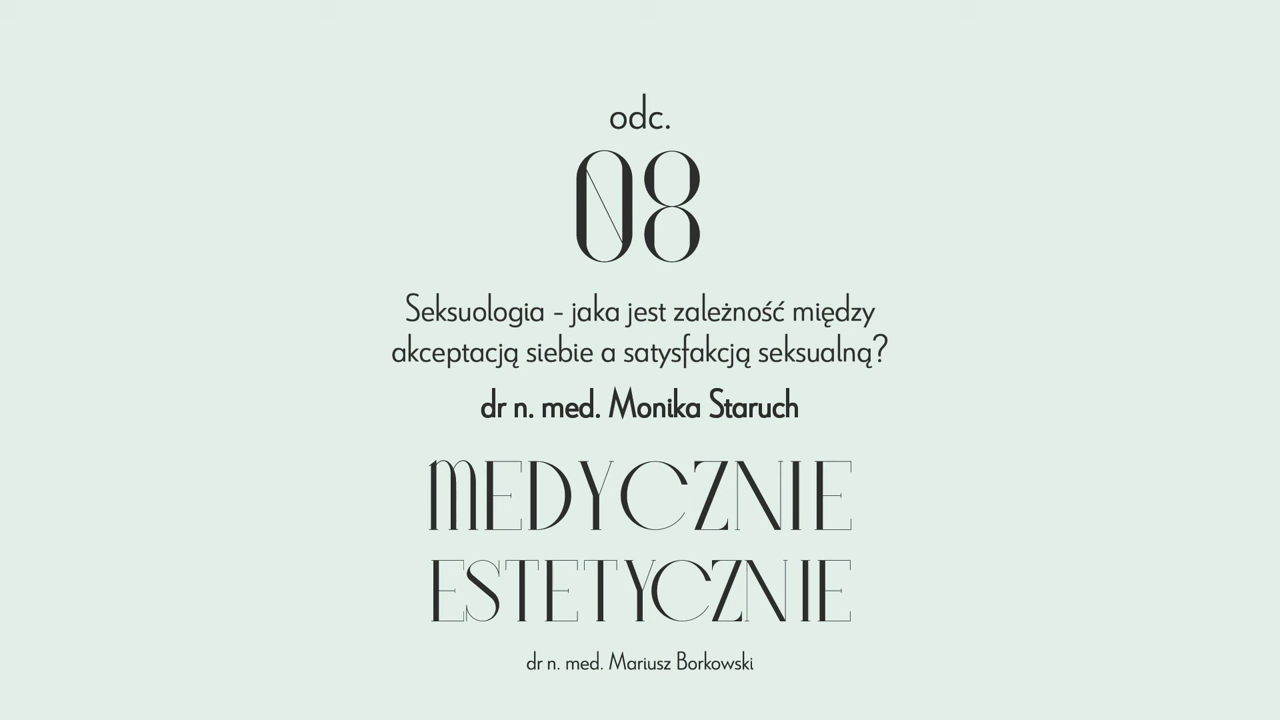 odc.
08
Seksuologia - jaka jest zależność między
akceptacją siebie a satysfakcją seksualną?
dr n. med. Monika Staruch
MEDYCZNIE
ESTETYCZNIE
dr n. med. Mariusz Borkowski